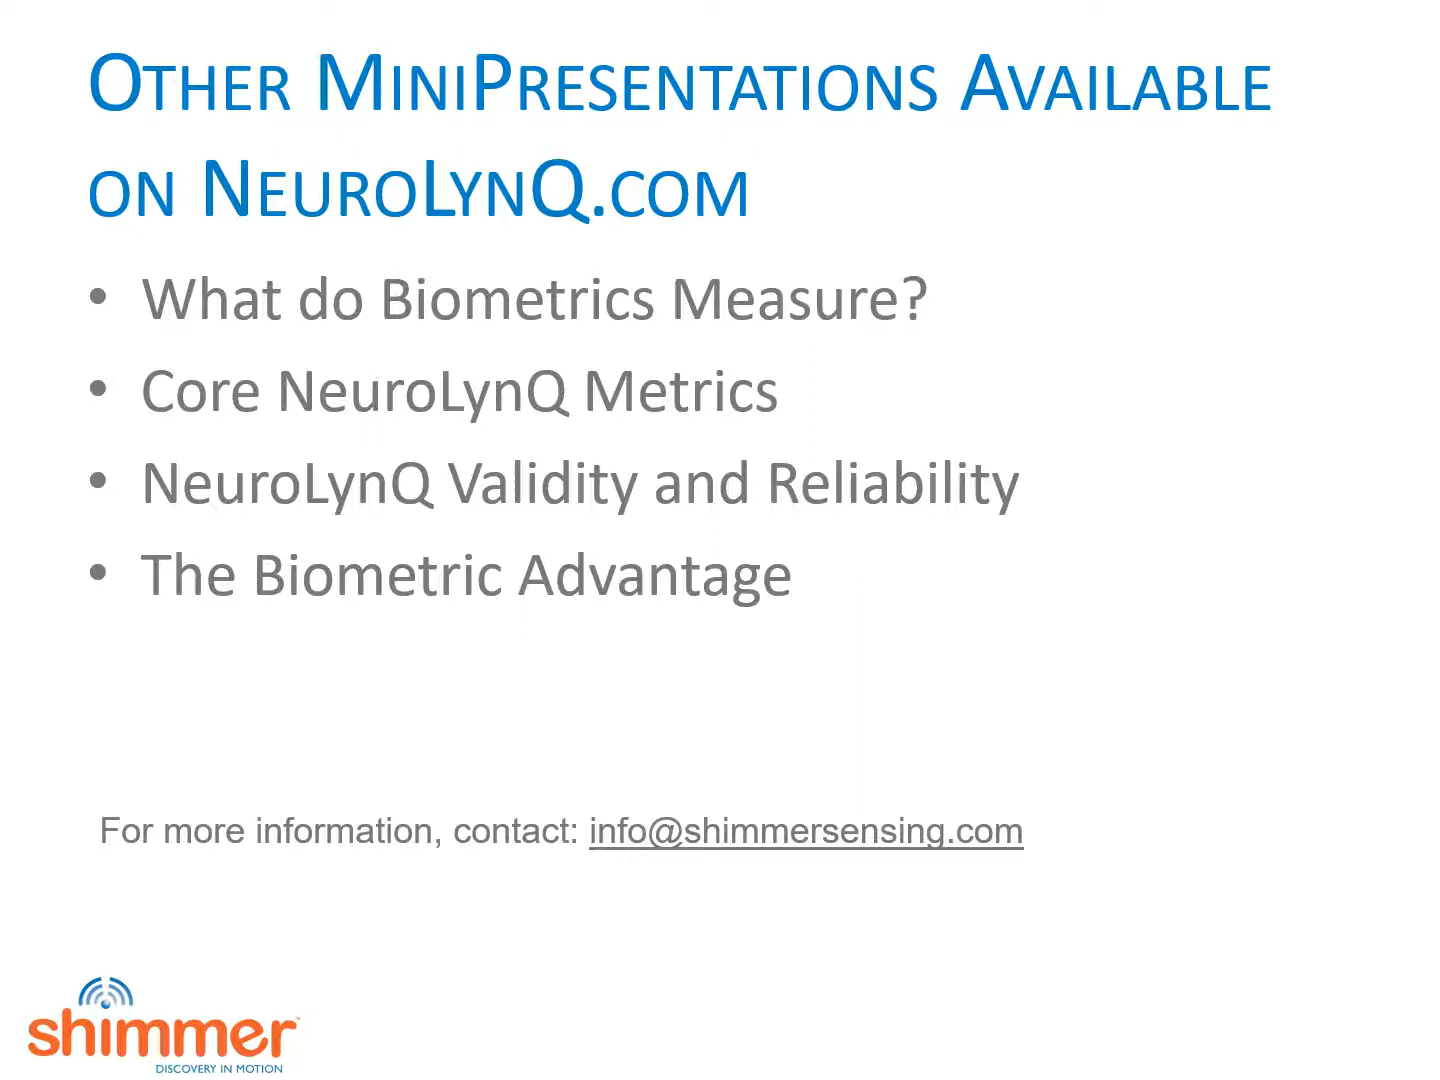 Other MiniPresentations Available
on NeuroLynQ.com
• What do Biometrics Measure?
• Core NeuroLynQ Metrics
• NeuroLynQ Validity and Reliability
• The Biometric Advantage
For more information, contact: info@shimmersensing.com
shimmer™
DISCOVERY IN MOTION